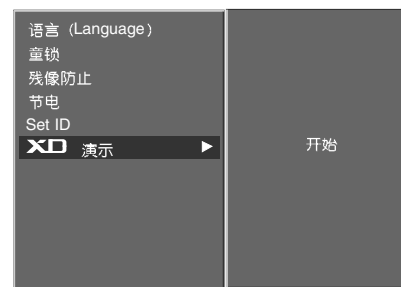 语言 (Language)
童锁
残像防止
节电
Set ID
XD 演示 ▶
开始